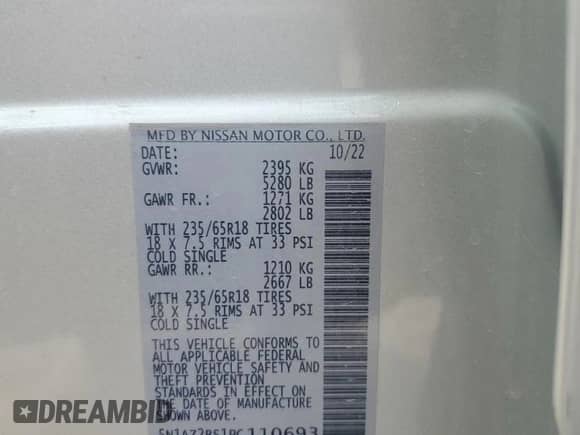 MFD BY NISSAN MOTOR CO., LTD.
DATE: 10/22
GVWR: 2395 KG
5280 LB
GAWR FR.: 1271 KG
2802 LB
WITH 235/65R18 TIRES
18 X 7.5 RIMS AT 33 PSI
COLD SINGLE
GAWR RR.: 1210 KG
2667 LB
WITH 235/65R18 TIRES
18 X 7.5 RIMS AT 33 PSI
COLD SINGLE
THIS VEHICLE CONFORMS TO
ALL APPLICABLE FEDERAL
MOTOR VEHICLE SAFETY AND
THEFT PREVENTION
STANDARDS IN EFFECT ON
THE DATE OF MANUFACTURE
SHOWN ABOVE.
DREAMBID